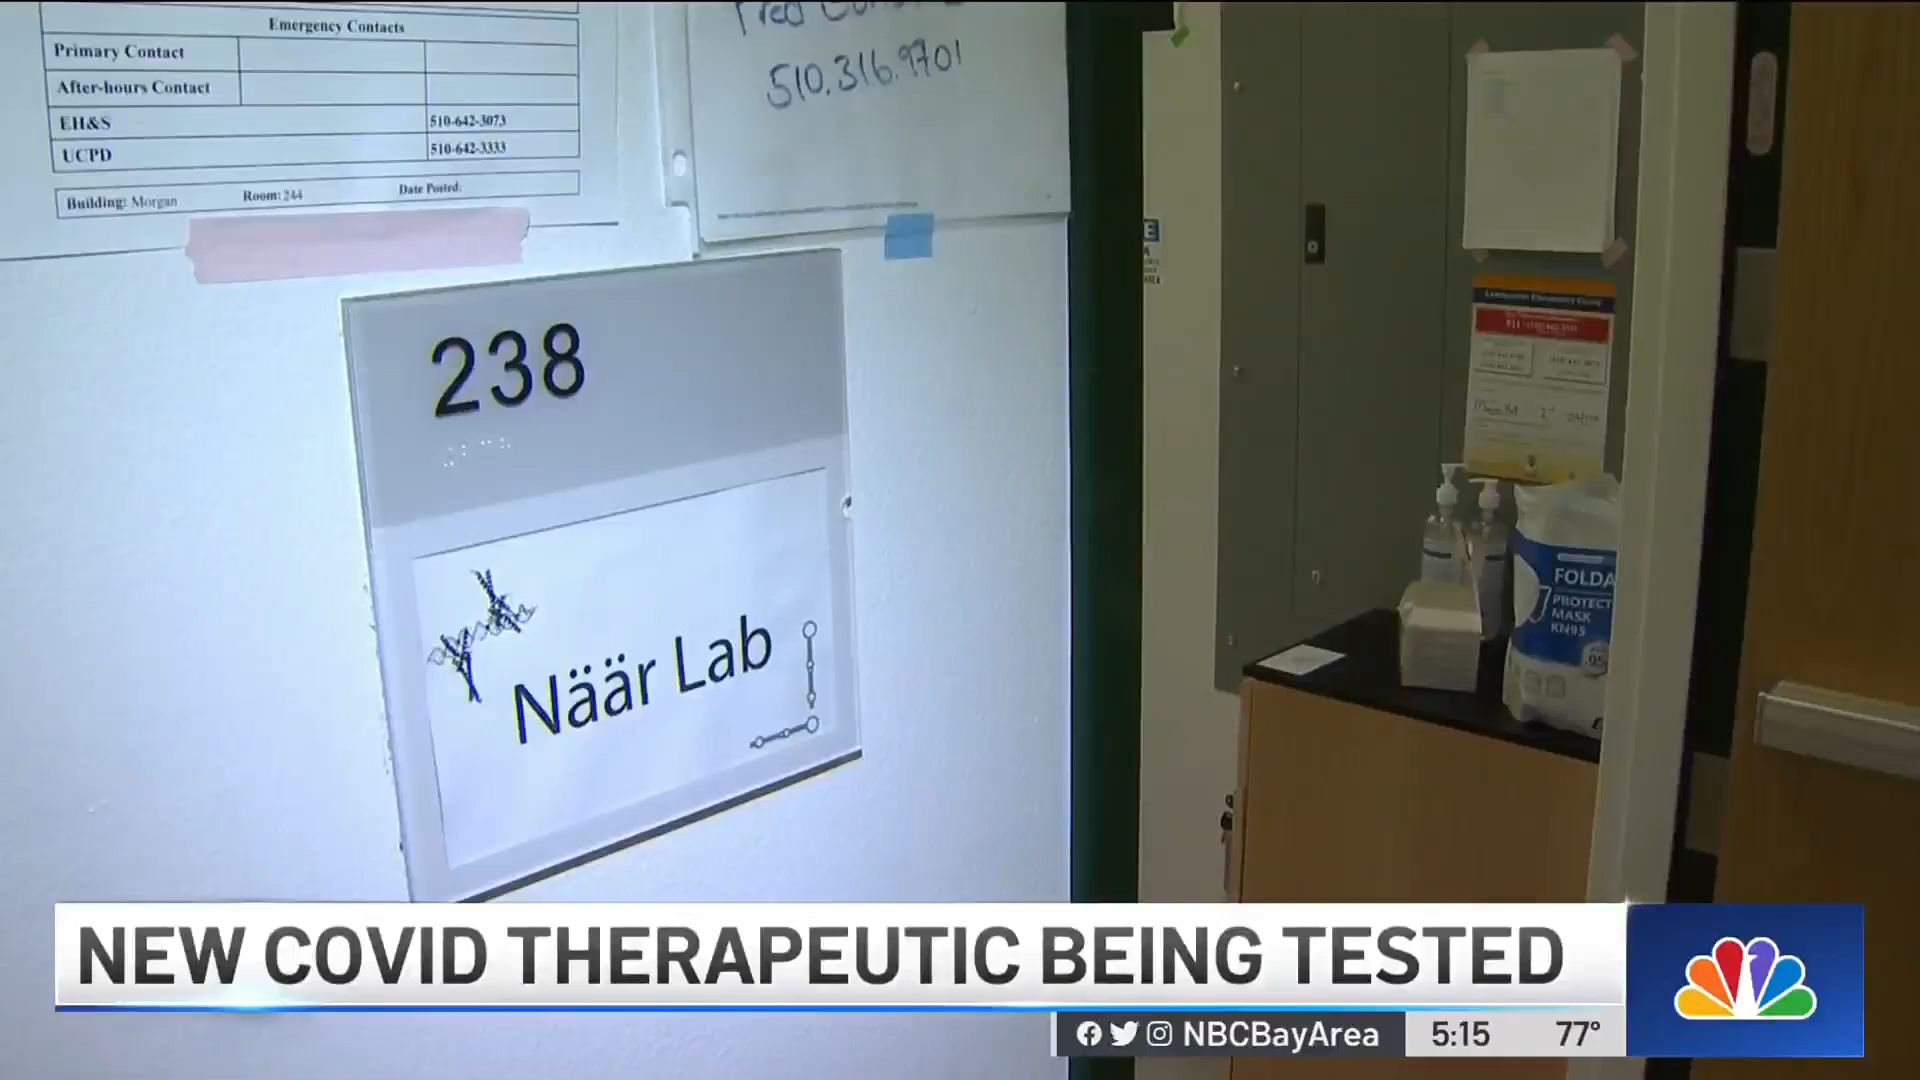 Emergency Contacts
Primary Contact
After-hours Contact
EH&S 510-642-3073
UCPD 510-642-3333
Building: Morgan Room: 244 Date Posted:
510.316.9701
238
Näär Lab
FOLDA
PROTECT
MASK
KN95
NEW COVID THERAPEUTIC BEING TESTED
NBCBayArea 5:15 77°